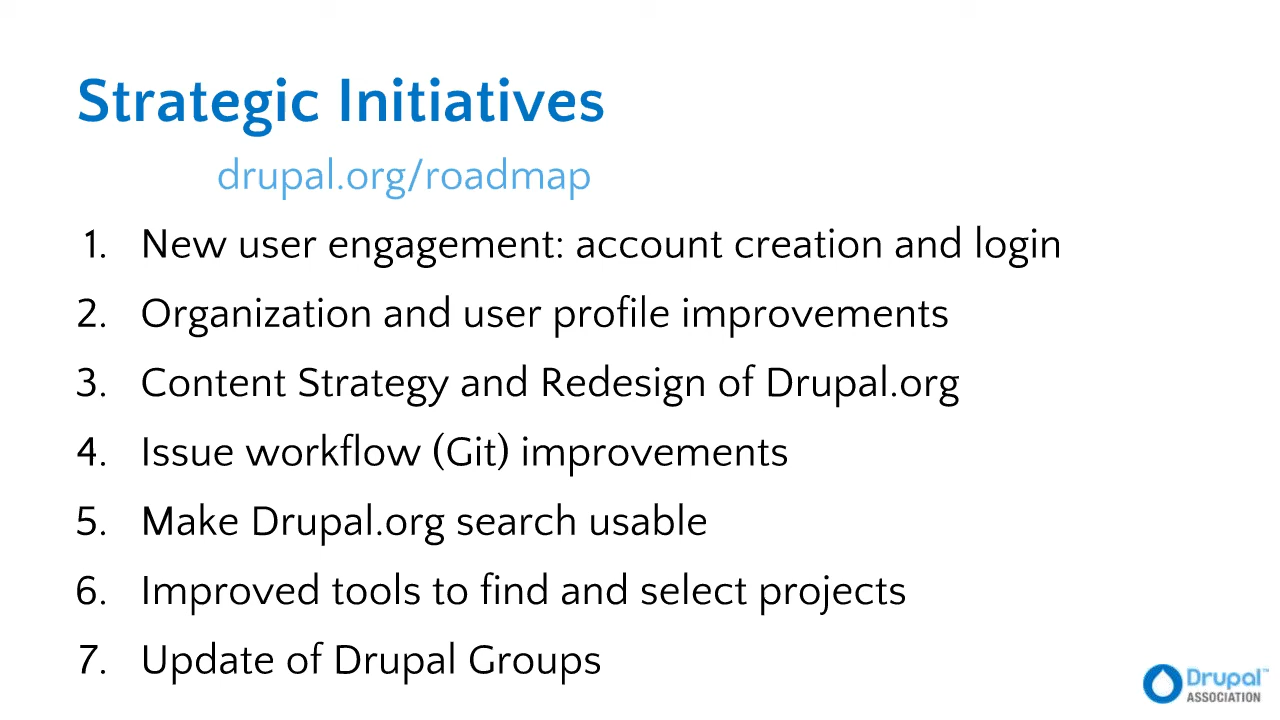 Strategic Initiatives
drupal.org/roadmap
1. New user engagement: account creation and login
2. Organization and user profile improvements
3. Content Strategy and Redesign of Drupal.org
4. Issue workflow (Git) improvements
5. Make Drupal.org search usable
6. Improved tools to find and select projects
7. Update of Drupal Groups
Drupal™
ASSOCIATION